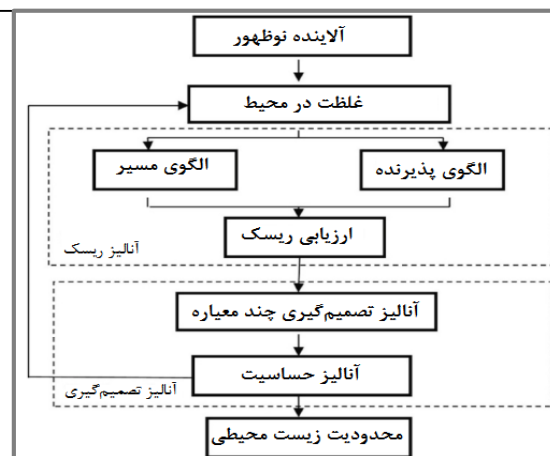 آلاینده نوظهور
غلظت در محیط
الگوی پذیرنده
الگوی مسیر
ارزیابی ریسک
آنالیز ریسک
آنالیز تصمیم‌گیری چند معیاره
آنالیز حساسیت
آنالیز تصمیم‌گیری
محدودیت زیست محیطی